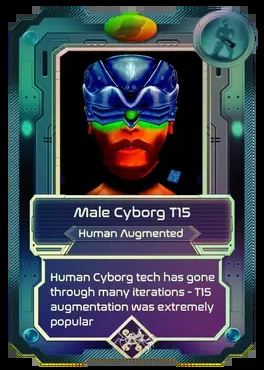 Male Cyborg T15
Human Augmented
Human Cyborg tech has gone
through many iterations - T15
augmentation was extremely
popular